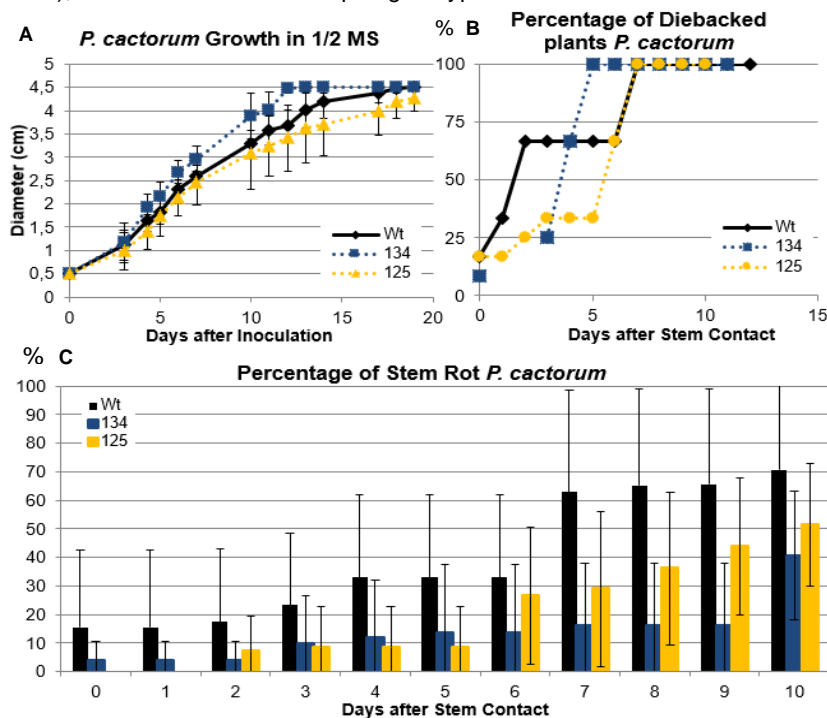 A
P. cactorum Growth in 1/2 MS
5
4,5
4
3,5
3
2,5
2
1,5
1
0,5
0
Diameter (cm)
Wt
134
125
0 5 10 15 20
Days after Inoculation
% B
Percentage of Diebacked
plants P. cactorum
100
75
50
25
0
Wt
134
125
0 5 10 15
Days after Stem Contact
% C
Percentage of Stem Rot P. cactorum
100
90
80
70
60
50
40
30
20
10
0
Wt
134
125
0 1 2 3 4 5 6 7 8 9 10
Days after Stem Contact